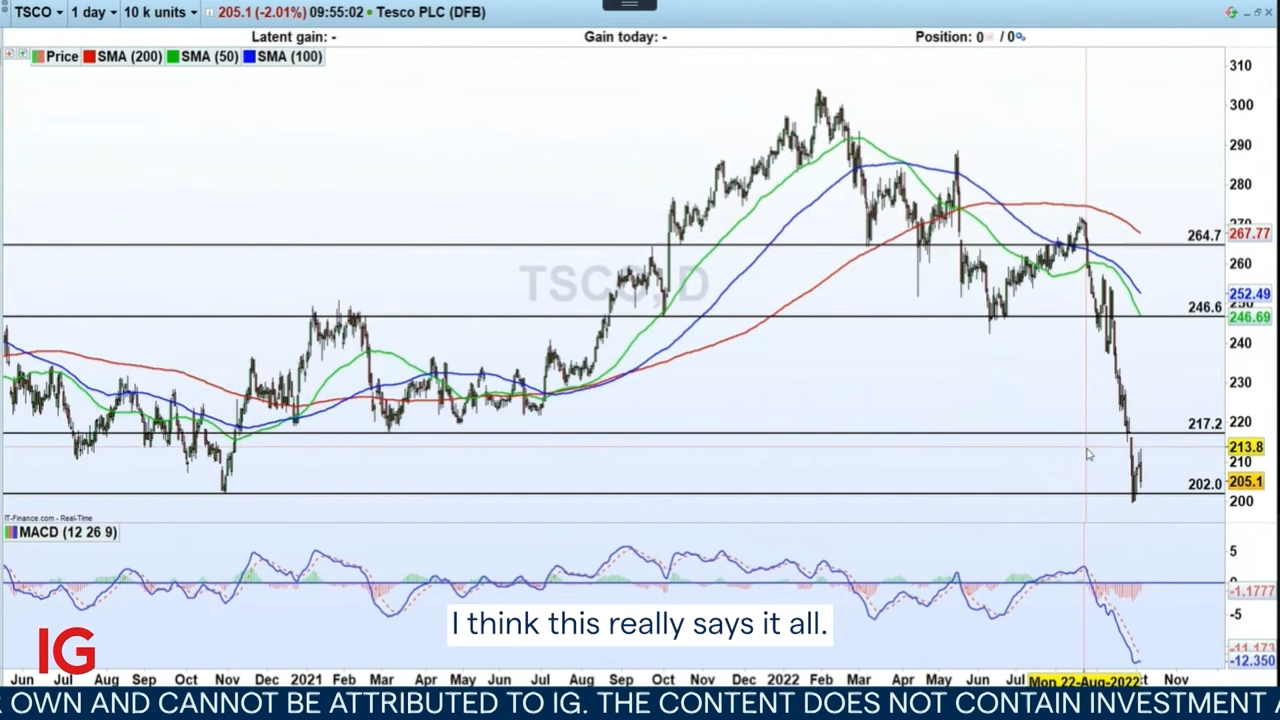 TSCO 1 day 10 k units 205.1 (-2.01%) 09:55:02 Tesco PLC (DFB)
Latent gain: - Gain today: - Position: 0 / 0
Price SMA (200) SMA (50) SMA (100)
310
300
290
280
270
264.7
267.77
260
TSCO, D
252.49
250
246.6
246.69
240
230
220
217.2
213.8
210
202.0
205.1
200
IT-Finance.com - Real-Time
MACD (12 26 9)
5
0
-1.1777
-5
I think this really says it all.
-11.173
-12.350
IG
Jun Jul Aug Sep Oct Nov Dec 2021 Feb Mar Apr May Jun Jul Aug Sep Oct Nov Dec 2022 Feb Mar Apr May Jun Jul Mon 22-Aug-2022 t Nov
R OWN AND CANNOT BE ATTRIBUTED TO IG. THE CONTENT DOES NOT CONTAIN INVESTMENT A